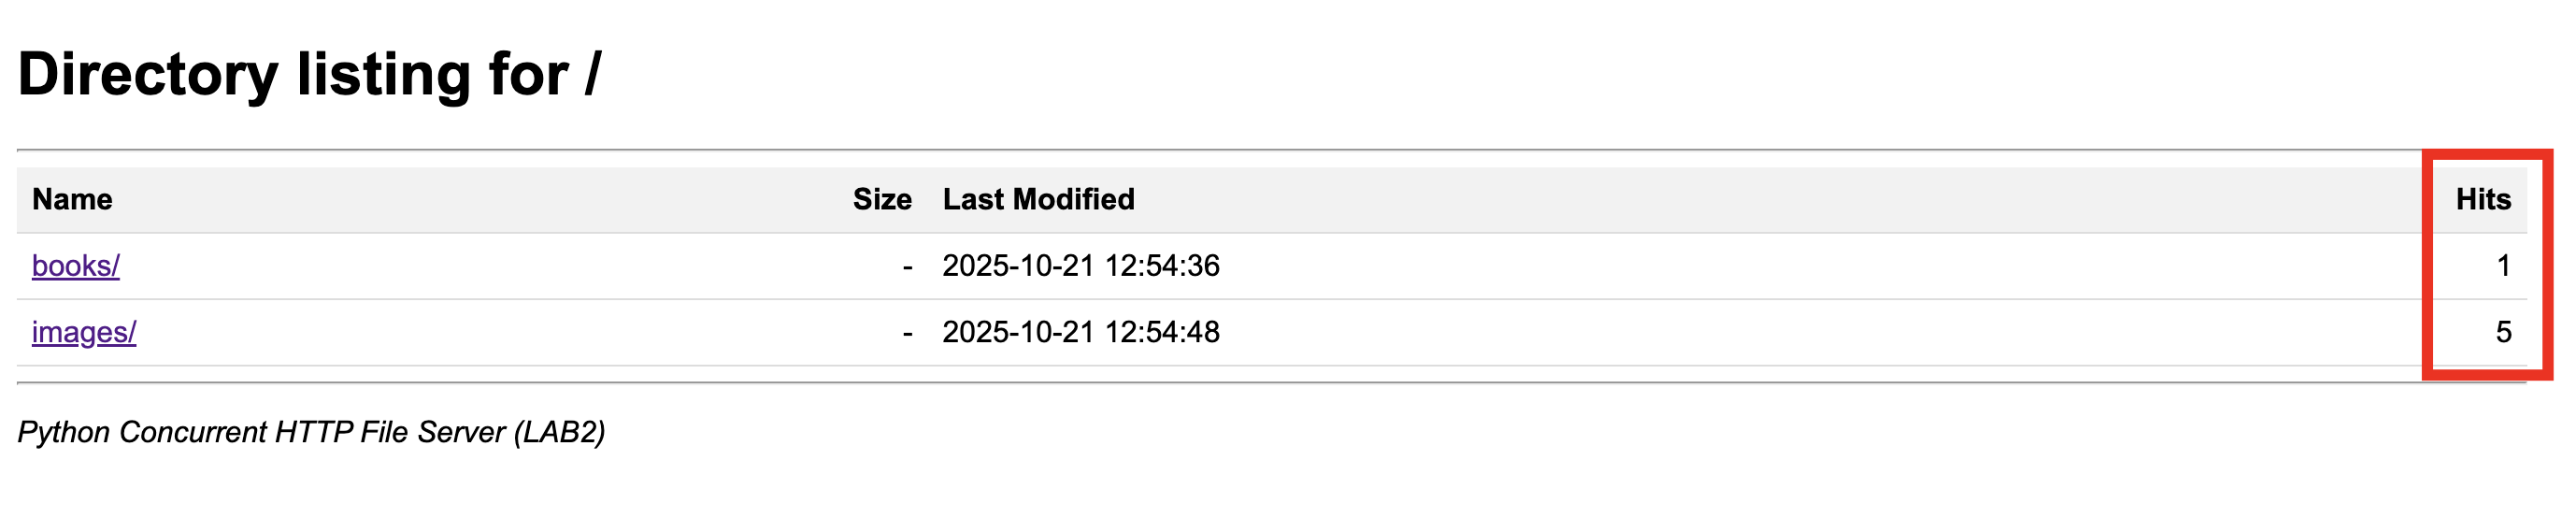 Directory listing for /
Name Size Last Modified Hits
books/ - 2025-10-21 12:54:36 1
images/ - 2025-10-21 12:54:48 5
Python Concurrent HTTP File Server (LAB2)